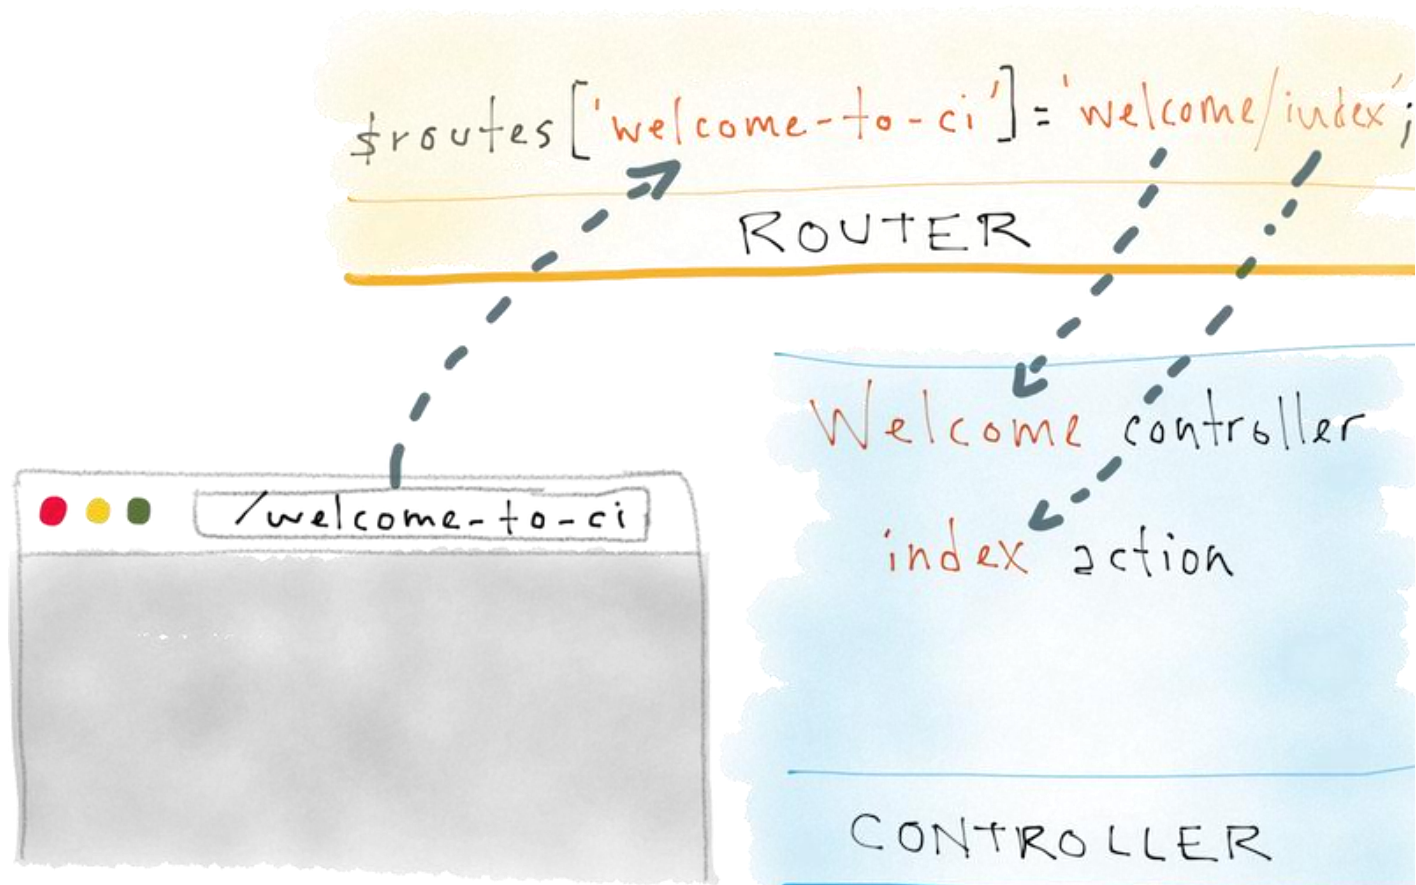 $routes['welcome-to-ci']='welcome/index';
ROUTER
/welcome-to-ci
Welcome controller
index action
CONTROLLER